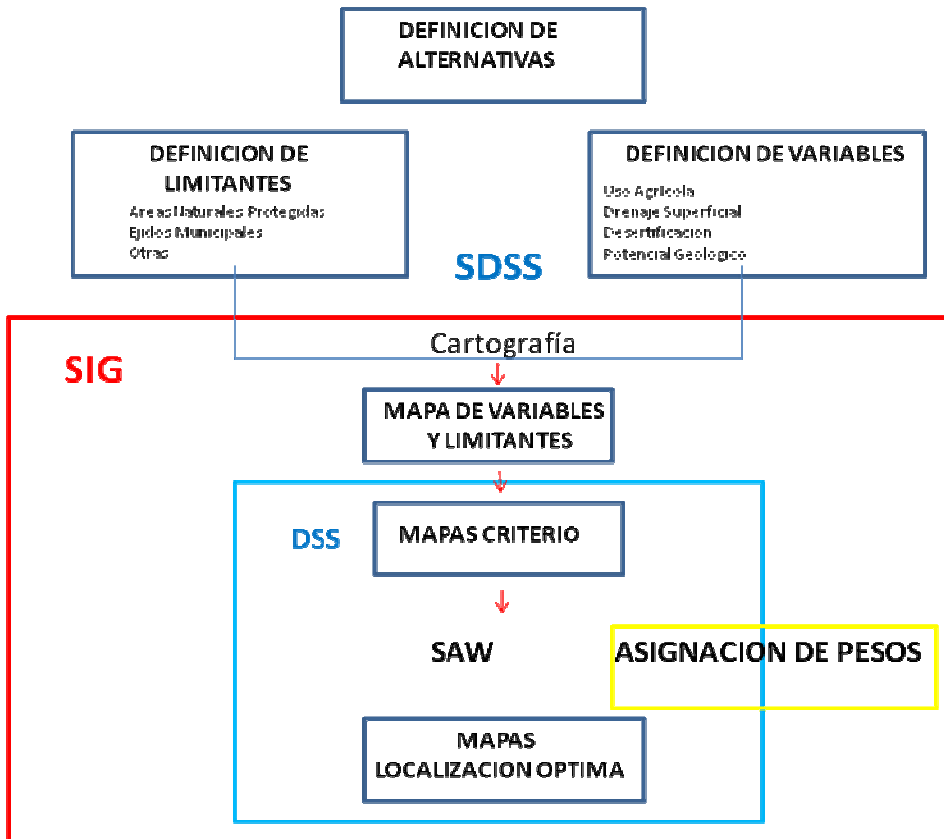 DEFINICION DE
ALTERNATIVAS
DEFINICION DE
LIMITANTES
Areas Naturales Protegidas
Ejidos Municipales
Otras
DEFINICION DE VARIABLES
Uso Agricola
Drenaje Superficial
Desertificacion
Potencial Geologico
SDSS
SIG
Cartografía
MAPA DE VARIABLES
Y LIMITANTES
DSS
MAPAS CRITERIO
SAW
ASIGNACION DE PESOS
MAPAS
LOCALIZACION OPTIMA